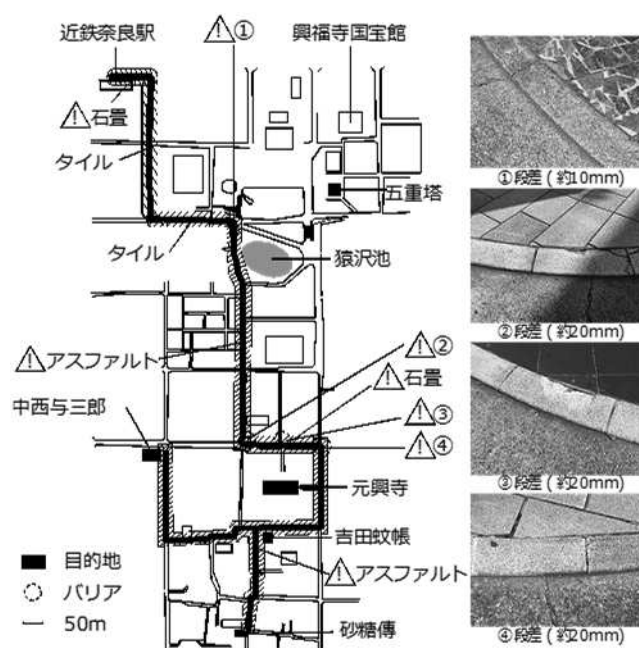 近鉄奈良駅
①
興福寺国宝館
石畳
タイル
五重塔
タイル
猿沢池
アスファルト
②
石畳
中西与三郎
③
④
元興寺
吉田蚊帳
アスファルト
砂糖傳
目的地
バリア
50m
①段差 (約10mm)
②段差 (約20mm)
③段差 (約20mm)
④段差 (約20mm)